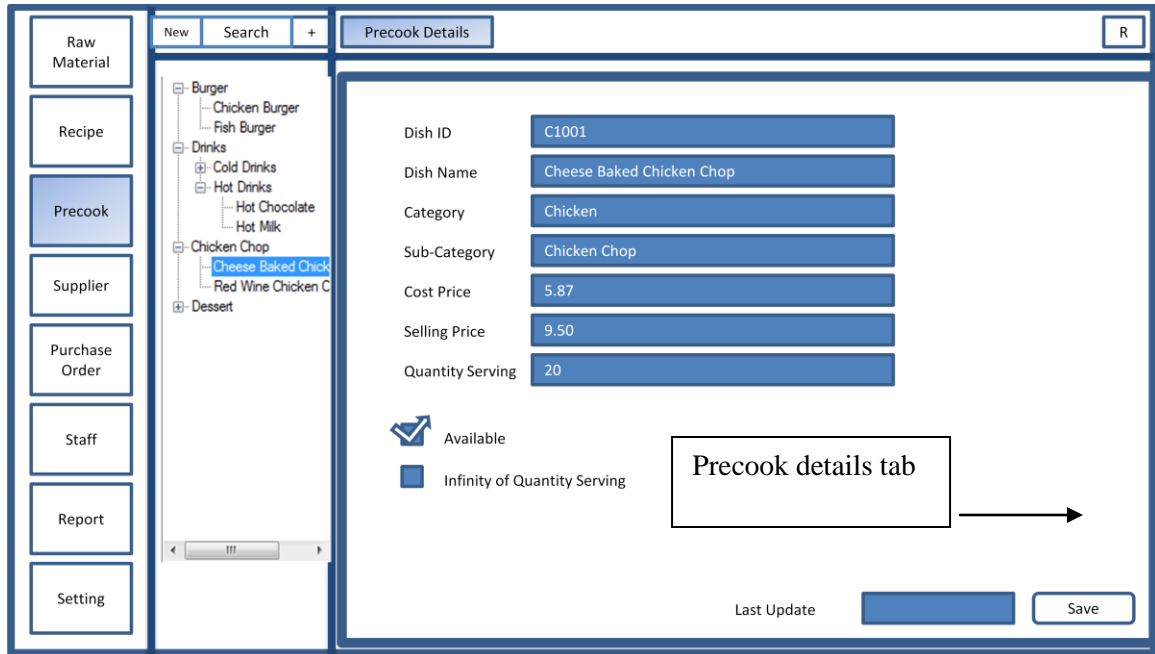 Raw
Material
Recipe
Precook
Supplier
Purchase
Order
Staff
Report
Setting
New Search +
Burger
Chicken Burger
Fish Burger
Drinks
Cold Drinks
Hot Drinks
Hot Chocolate
Hot Milk
Chicken Chop
Cheese Baked Chick
Red Wine Chicken C
Dessert
Precook Details R
Dish ID C1001
Dish Name Cheese Baked Chicken Chop
Category Chicken
Sub-Category Chicken Chop
Cost Price 5.87
Selling Price 9.50
Quantity Serving 20
Available
Infinity of Quantity Serving
Precook details tab
Last Update Save